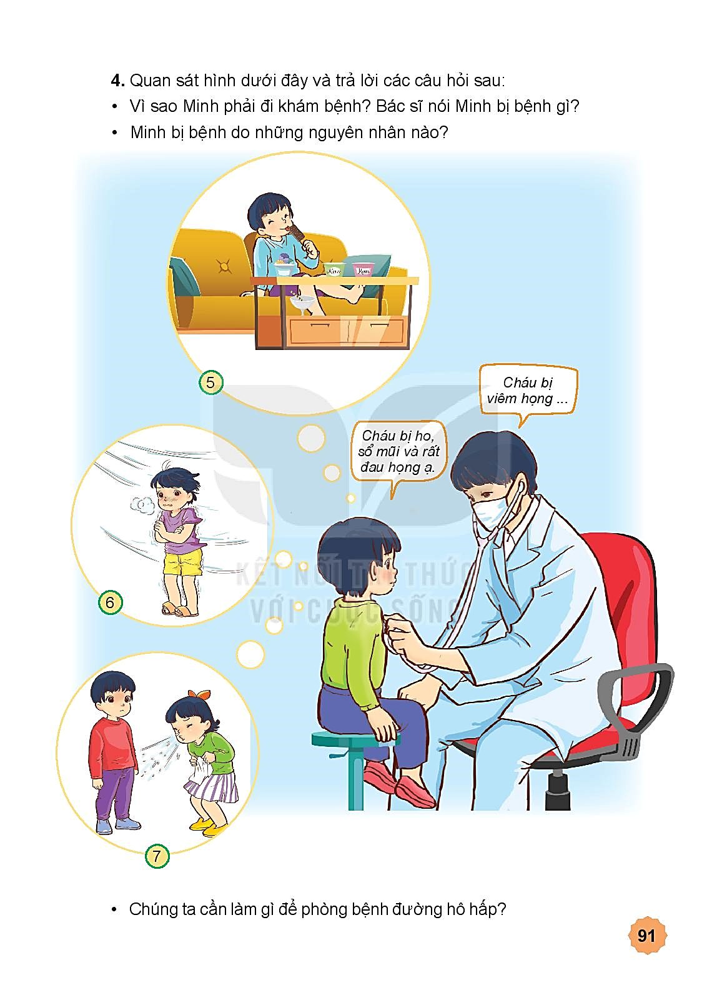 4. Quan sát hình dưới đây và trả lời các câu hỏi sau:
• Vì sao Minh phải đi khám bệnh? Bác sĩ nói Minh bị bệnh gì?
• Minh bị bệnh do những nguyên nhân nào?
Kem
Kem
5
Cháu bị
viêm họng ...
Cháu bị ho,
sổ mũi và rất
đau họng ạ.
KẾT NỐI TRI THỨC
VỚI CUỘC SỐNG
6
7
• Chúng ta cần làm gì để phòng bệnh đường hô hấp?
91